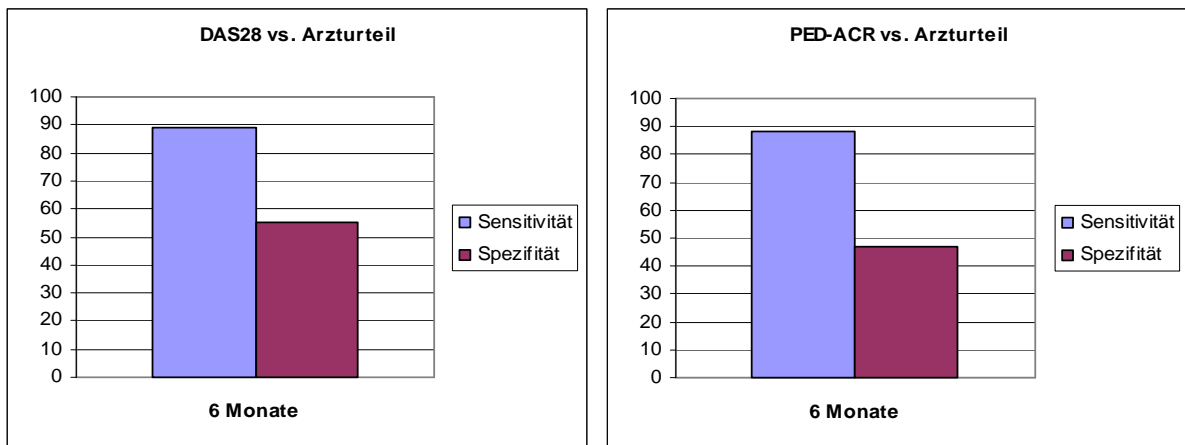 DAS28 vs. Arzturteil
100
90
80
70
60
50
40
30
20
10
0
6 Monate
Sensitivität
Spezifität
PED-ACR vs. Arzturteil
100
90
80
70
60
50
40
30
20
10
0
6 Monate
Sensitivität
Spezifität